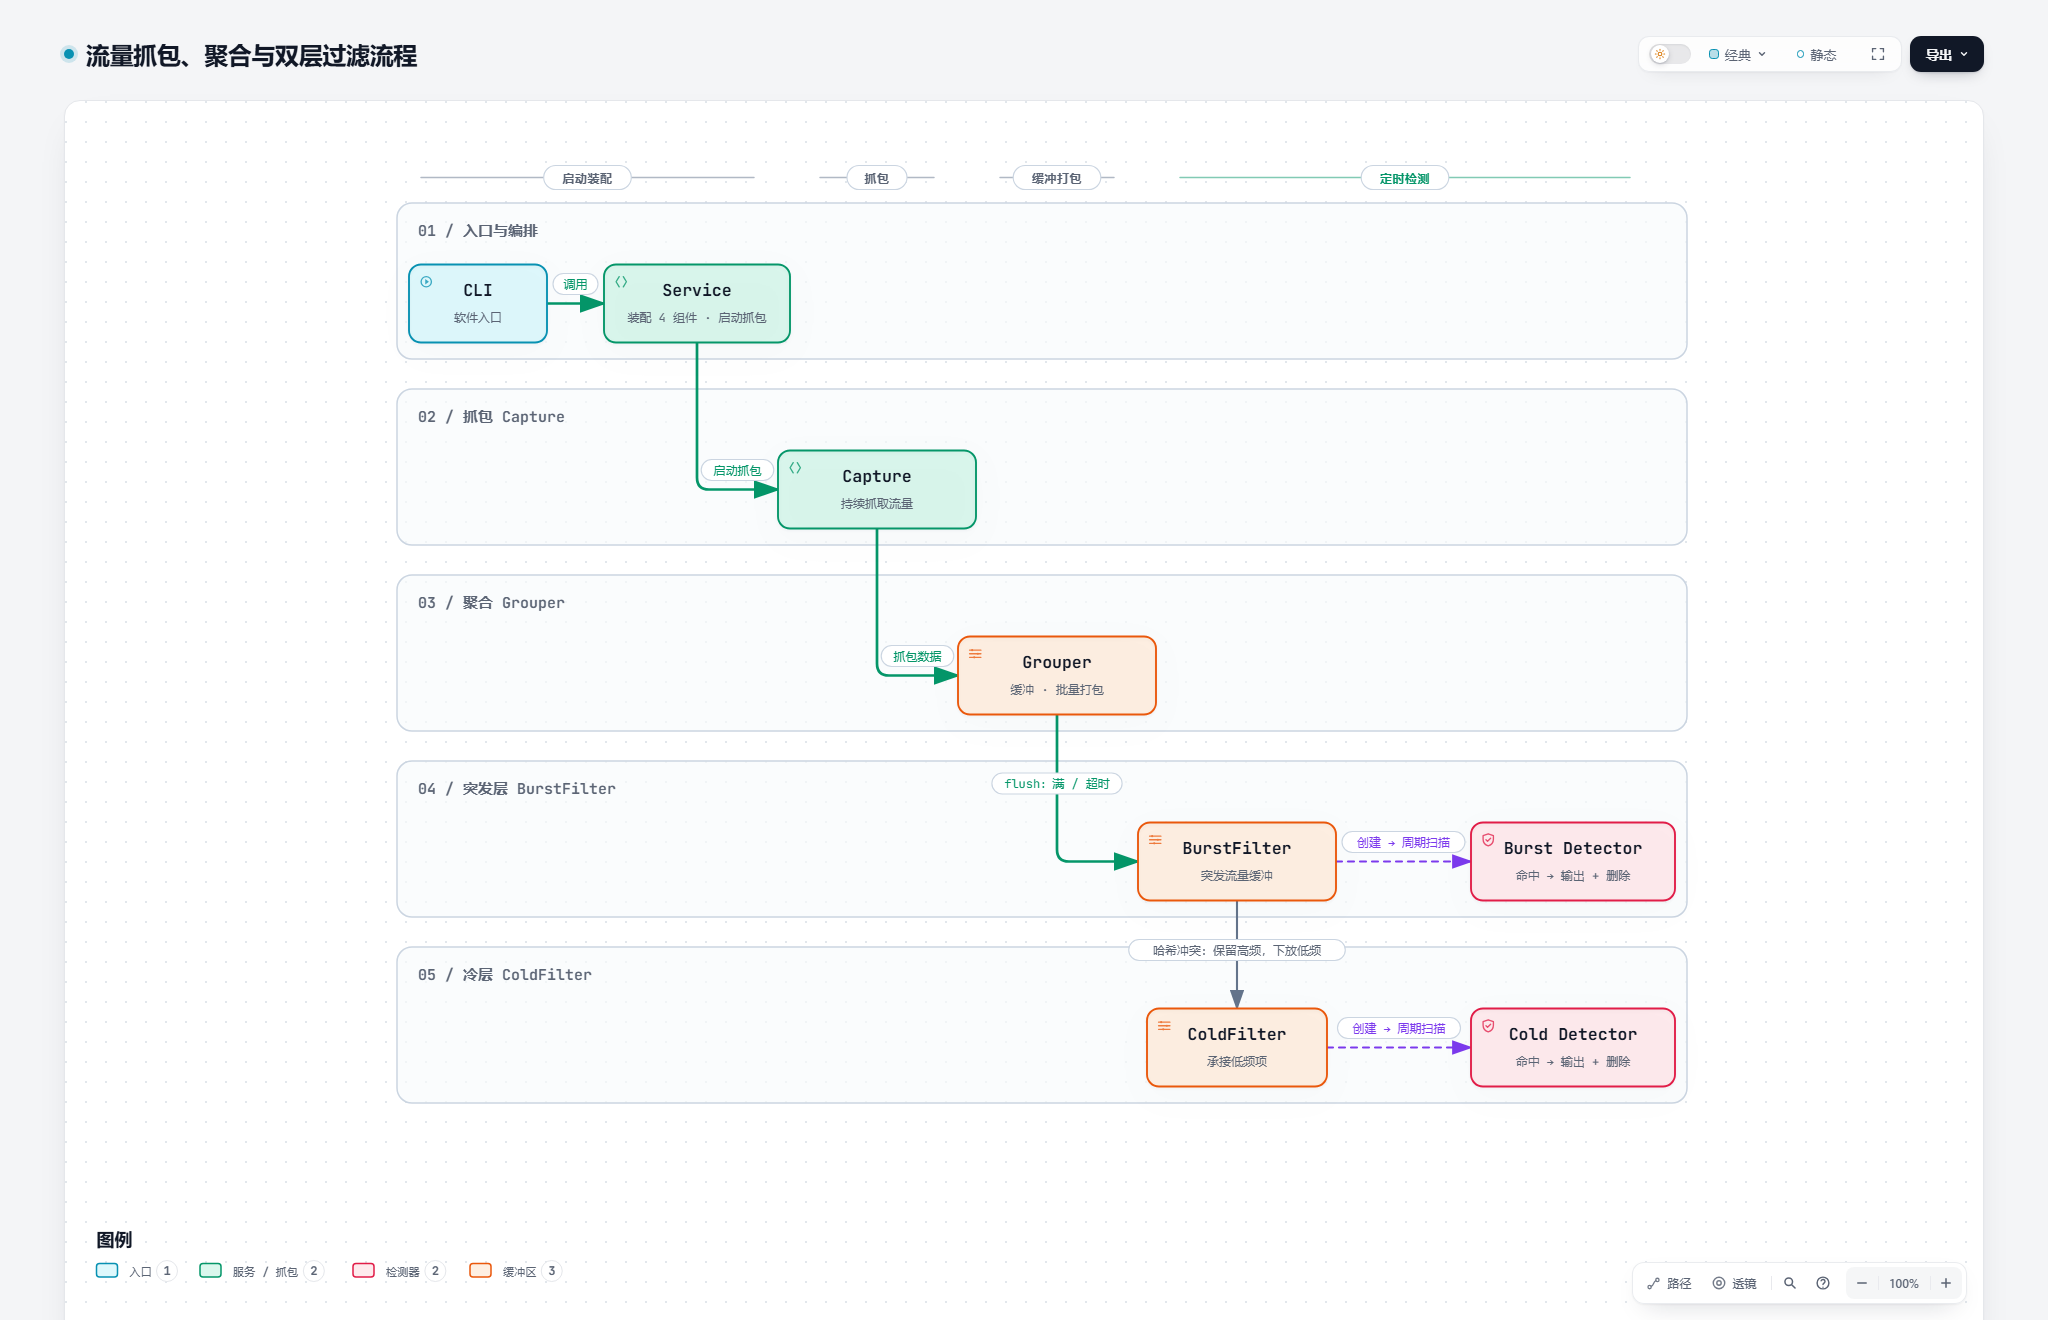 流量抓包、聚合与双层过滤流程
经典
静态
导出
启动装配
抓包
缓冲打包
定时检测
01 / 入口与编排
CLI
软件入口
调用
Service
装配 4 组件 · 启动抓包
02 / 抓包 Capture
启动抓包
Capture
持续抓取流量
03 / 聚合 Grouper
抓包数据
Grouper
缓冲 · 批量打包
04 / 突发层 BurstFilter
flush: 满 / 超时
BurstFilter
突发流量缓冲
创建 → 周期扫描
Burst Detector
命中 → 输出 + 删除
哈希冲突: 保留高频, 下放低频
05 / 冷层 ColdFilter
ColdFilter
承接低频项
创建 → 周期扫描
Cold Detector
命中 → 输出 + 删除
图例
入口 1
服务 / 抓包 2
检测器 2
缓冲区 3
路径
透镜
100%